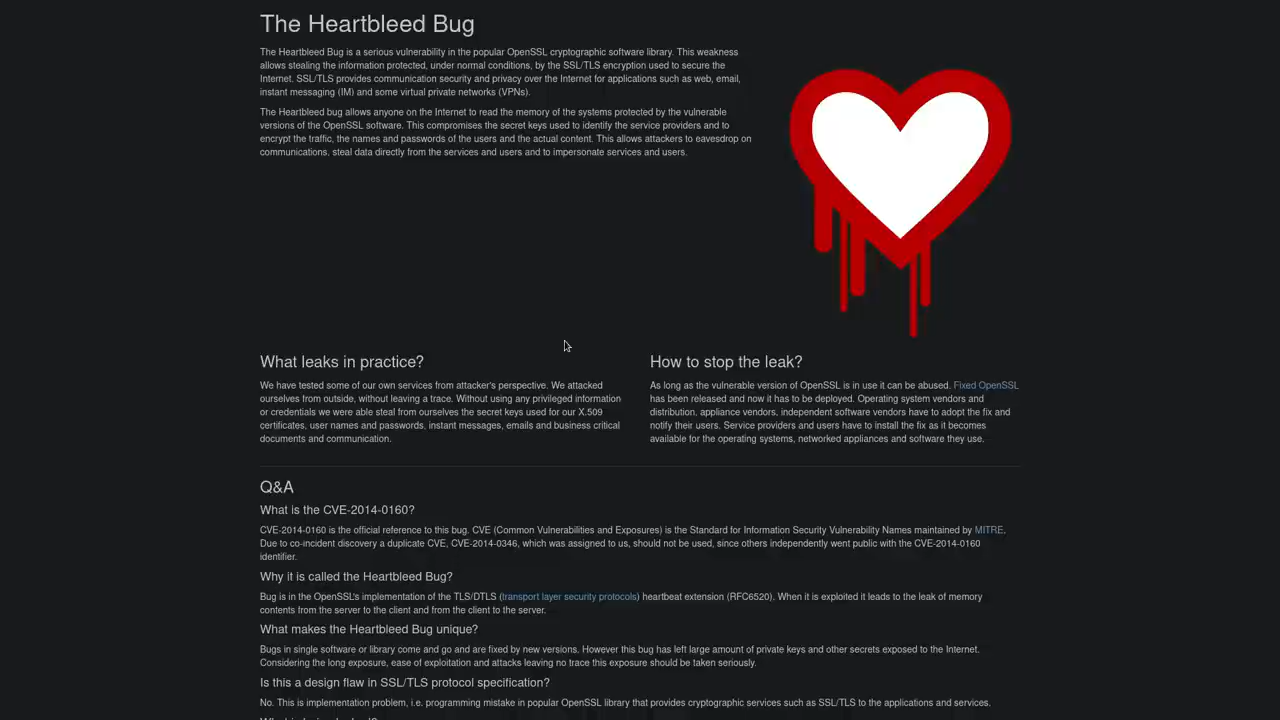 The Heartbleed Bug
The Heartbleed Bug is a serious vulnerability in the popular OpenSSL cryptographic software library. This weakness
allows stealing the information protected, under normal conditions, by the SSL/TLS encryption used to secure the
Internet. SSL/TLS provides communication security and privacy over the Internet for applications such as web, email,
instant messaging (IM) and some virtual private networks (VPNs).
The Heartbleed bug allows anyone on the Internet to read the memory of the systems protected by the vulnerable
versions of the OpenSSL software. This compromises the secret keys used to identify the service providers and to
encrypt the traffic, the names and passwords of the users and the actual content. This allows attackers to eavesdrop on
communications, steal data directly from the services and users and to impersonate services and users.
What leaks in practice?
We have tested some of our own services from attacker's perspective. We attacked
ourselves from outside, without leaving a trace. Without using any privileged information
or credentials we were able steal from ourselves the secret keys used for our X.509
certificates, user names and passwords, instant messages, emails and business critical
documents and communication.
How to stop the leak?
As long as the vulnerable version of OpenSSL is in use it can be abused. Fixed OpenSSL
has been released and now it has to be deployed. Operating system vendors and
distribution, appliance vendors, independent software vendors have to adopt the fix and
notify their users. Service providers and users have to install the fix as it becomes
available for the operating systems, networked appliances and software they use.
Q&A
What is the CVE-2014-0160?
CVE-2014-0160 is the official reference to this bug. CVE (Common Vulnerabilities and Exposures) is the Standard for Information Security Vulnerability Names maintained by MITRE.
Due to co-incident discovery a duplicate CVE, CVE-2014-0346, which was assigned to us, should not be used, since others independently went public with the CVE-2014-0160
identifier.
Why it is called the Heartbleed Bug?
Bug is in the OpenSSL's implementation of the TLS/DTLS (transport layer security protocols) heartbeat extension (RFC6520). When it is exploited it leads to the leak of memory
contents from the server to the client and from the client to the server.
What makes the Heartbleed Bug unique?
Bugs in single software or library come and go and are fixed by new versions. However this bug has left large amount of private keys and other secrets exposed to the Internet.
Considering the long exposure, ease of exploitation and attacks leaving no trace this exposure should be taken seriously.
Is this a design flaw in SSL/TLS protocol specification?
No. This is implementation problem, i.e. programming mistake in popular OpenSSL library that provides cryptographic services such as SSL/TLS to the applications and services.